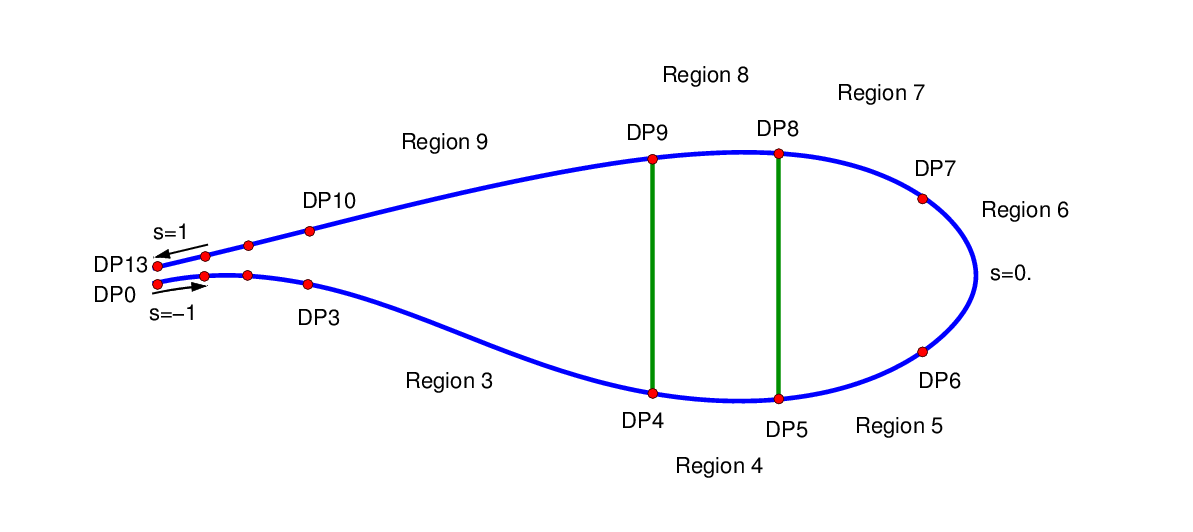 Region 8
Region 7
DP9
DP8
Region 9
DP7
DP10
Region 6
s=1
DP13
s=0.
DP0
s=−1
DP3
Region 3
DP6
DP4
DP5
Region 5
Region 4